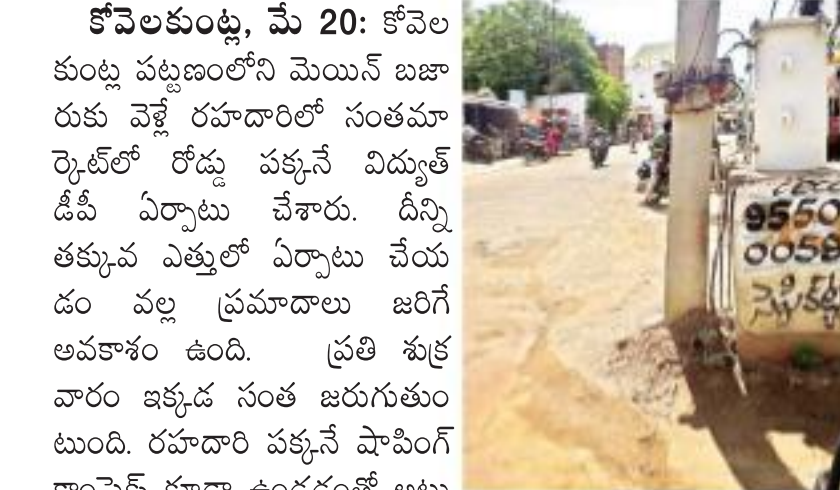 కోవెలకుంట్ల, మే 20: కోవెల
కుంట్ల పట్టణంలోని మెయిన్ బజా
రుకు వెళ్లే రహదారిలో సంతమా
ర్కెట్‌లో రోడ్డు పక్కనే విద్యుత్
డీపీ ఏర్పాటు చేశారు. దీన్ని
తక్కువ ఎత్తులో ఏర్పాటు చేయ
డం వల్ల ప్రమాదాలు జరిగే
అవకాశం ఉంది. ప్రతి శుక్ర
వారం ఇక్కడ సంత జరుగుతుం
టుంది. రహదారి పక్కనే షాపింగ్
9550
0059